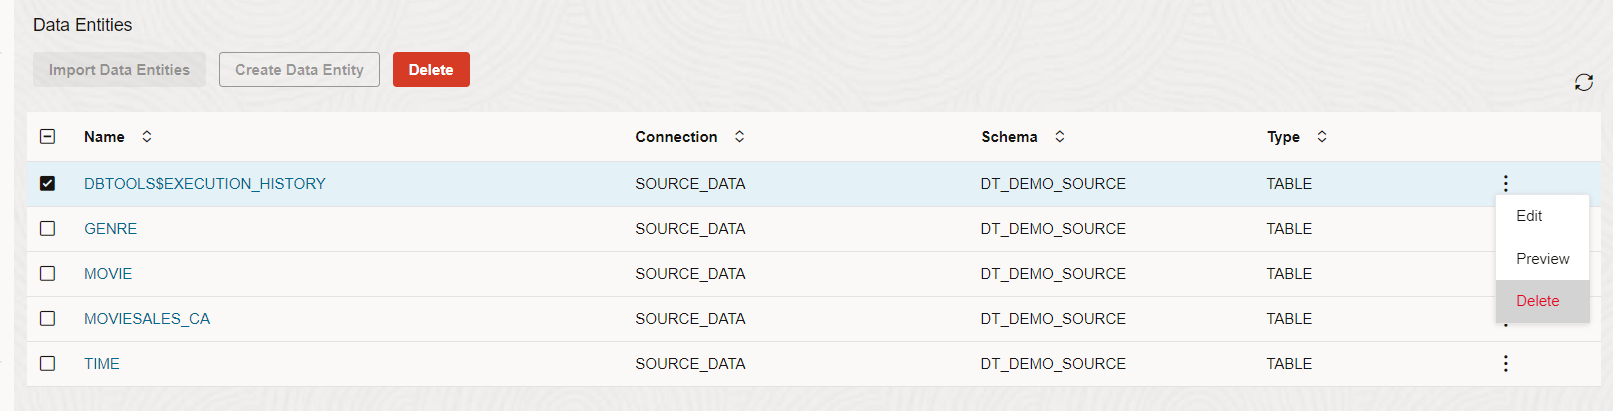 Data Entities
Import Data Entities Create Data Entity Delete
Name Connection Schema Type
DBTOOLS$EXECUTION_HISTORY SOURCE_DATA DT_DEMO_SOURCE TABLE
GENRE SOURCE_DATA DT_DEMO_SOURCE TABLE
MOVIE SOURCE_DATA DT_DEMO_SOURCE TABLE
MOVIESALES_CA SOURCE_DATA DT_DEMO_SOURCE TABLE
TIME SOURCE_DATA DT_DEMO_SOURCE TABLE
Edit
Preview
Delete